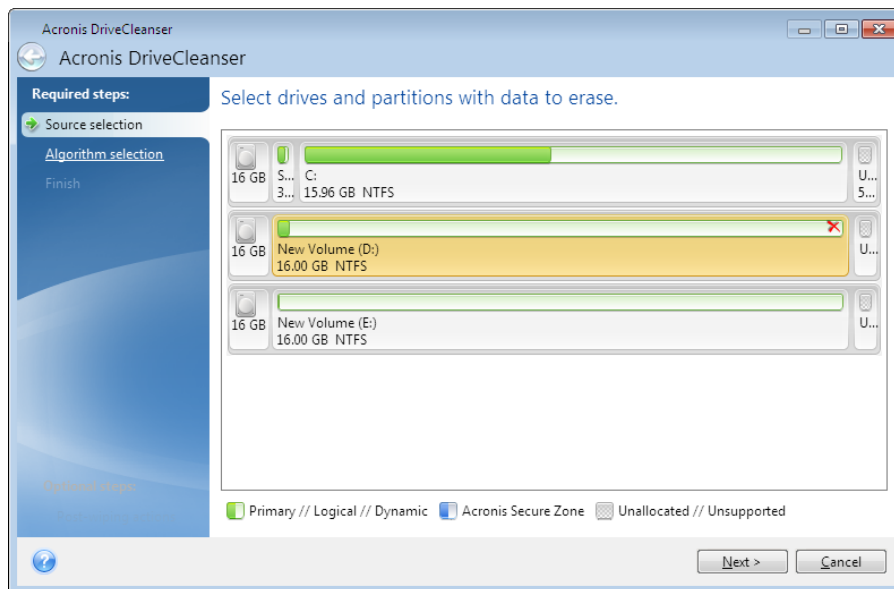 Acronis DriveCleanser
Acronis DriveCleanser
Required steps:
Source selection
Algorithm selection
Finish
Select drives and partitions with data to erase.
16 GB
S...
3...
C:
15.96 GB NTFS
U...
5...
16 GB
New Volume (D:)
16.00 GB NTFS
U...
16 GB
New Volume (E:)
16.00 GB NTFS
U...
Optional steps:
Primary // Logical // Dynamic
Acronis Secure Zone
Unallocated // Unsupported
Next >
Cancel